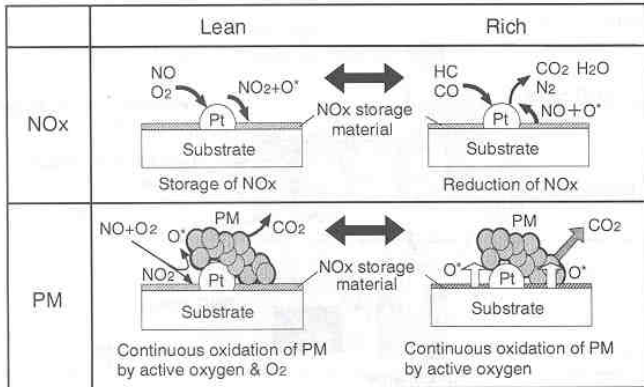 Lean
Rich
NOx
NO
O2
NO2+O*
Pt
Substrate
Storage of NOx
NOx storage
material
HC
CO
CO2 H2O
N2
NO+O*
Pt
Substrate
Reduction of NOx
PM
NO+O2
O*
PM
CO2
NO2
Pt
Substrate
Continuous oxidation of PM
by active oxygen & O2
NOx storage
material
PM
CO2
O*
Pt
O*
Substrate
Continuous oxidation of PM
by active oxygen